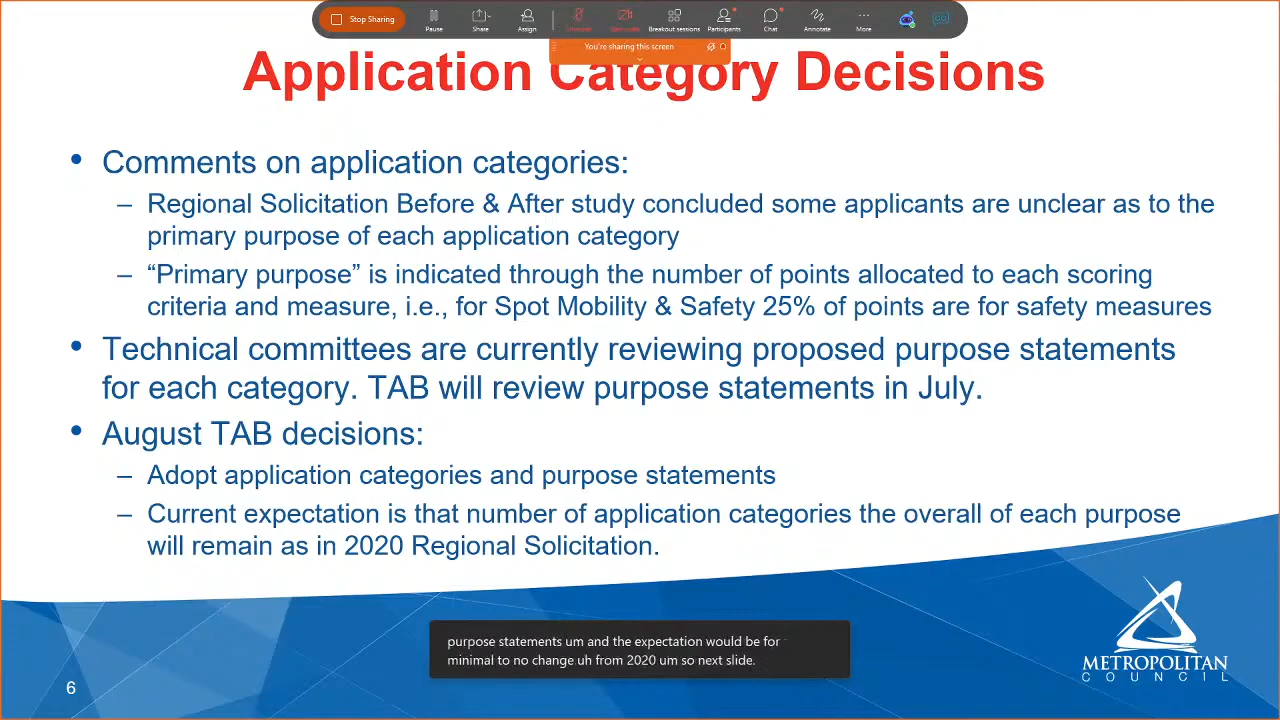 Stop Sharing
Pause
Share
Assign
Breakout sessions
Participants
Chat
Annotate
More
You're sharing this screen
Application Category Decisions
• Comments on application categories:
– Regional Solicitation Before & After study concluded some applicants are unclear as to the
primary purpose of each application category
– “Primary purpose” is indicated through the number of points allocated to each scoring
criteria and measure, i.e., for Spot Mobility & Safety 25% of points are for safety measures
• Technical committees are currently reviewing proposed purpose statements
for each category. TAB will review purpose statements in July.
• August TAB decisions:
– Adopt application categories and purpose statements
– Current expectation is that number of application categories the overall of each purpose
will remain as in 2020 Regional Solicitation.
purpose statements um and the expectation would be for
minimal to no change uh from 2020 um so next slide.
METROPOLITAN
COUNCIL
6